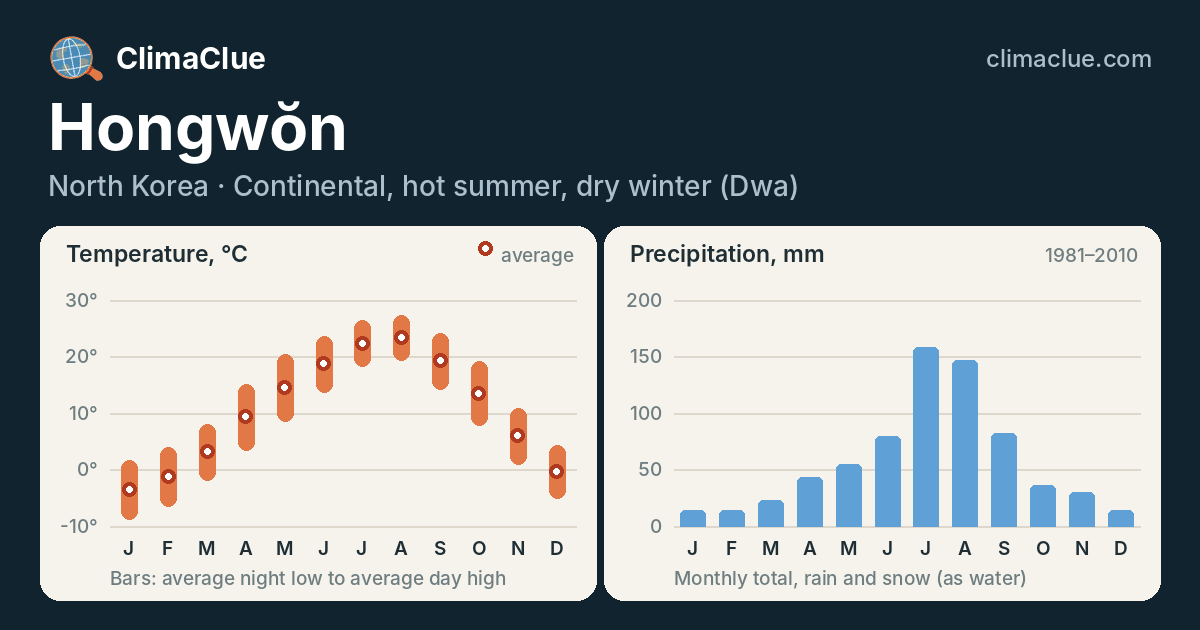 ClimaClue
climaclue.com
Hongwŏn
North Korea · Continental, hot summer, dry winter (Dwa)
Temperature, °C
average
30°
20°
10°
0°
-10°
J F M A M J J A S O N D
Bars: average night low to average day high
Precipitation, mm
1981–2010
200
150
100
50
0
J F M A M J J A S O N D
Monthly total, rain and snow (as water)